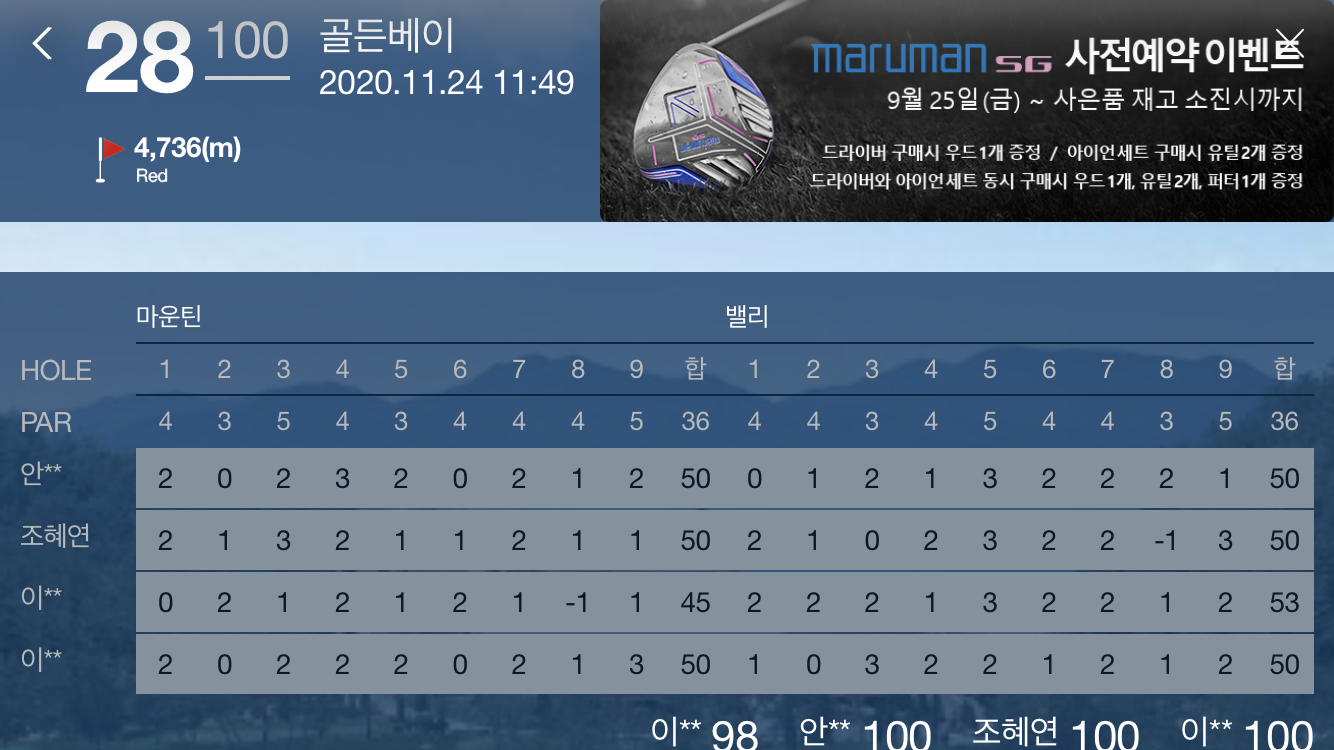 28 100 골든베이
2020.11.24 11:49
4,736(m)
Red
maruman SG 사전예약 이벤트
9월 25일(금) ~ 사은품 재고 소진시까지
드라이버 구매시 우드1개 증정 / 아이언세트 구매시 유틸2개 증정
드라이버와 아이언세트 동시 구매시 우드1개, 유틸2개, 퍼터1개 증정
마운틴 밸리
HOLE 1 2 3 4 5 6 7 8 9 합 1 2 3 4 5 6 7 8 9 합
PAR 4 3 5 4 3 4 4 4 5 36 4 4 3 4 5 4 4 3 5 36
안** 2 0 2 3 2 0 2 1 2 50 0 1 2 1 3 2 2 2 1 50
조혜연 2 1 3 2 1 1 2 1 1 50 2 1 0 2 3 2 2 -1 3 50
이** 0 2 1 2 1 2 1 -1 1 45 2 2 2 1 3 2 2 1 2 53
이** 2 0 2 2 2 0 2 1 3 50 1 0 3 2 2 1 2 1 2 50
이** 98 안** 100 조혜연 100 이** 100